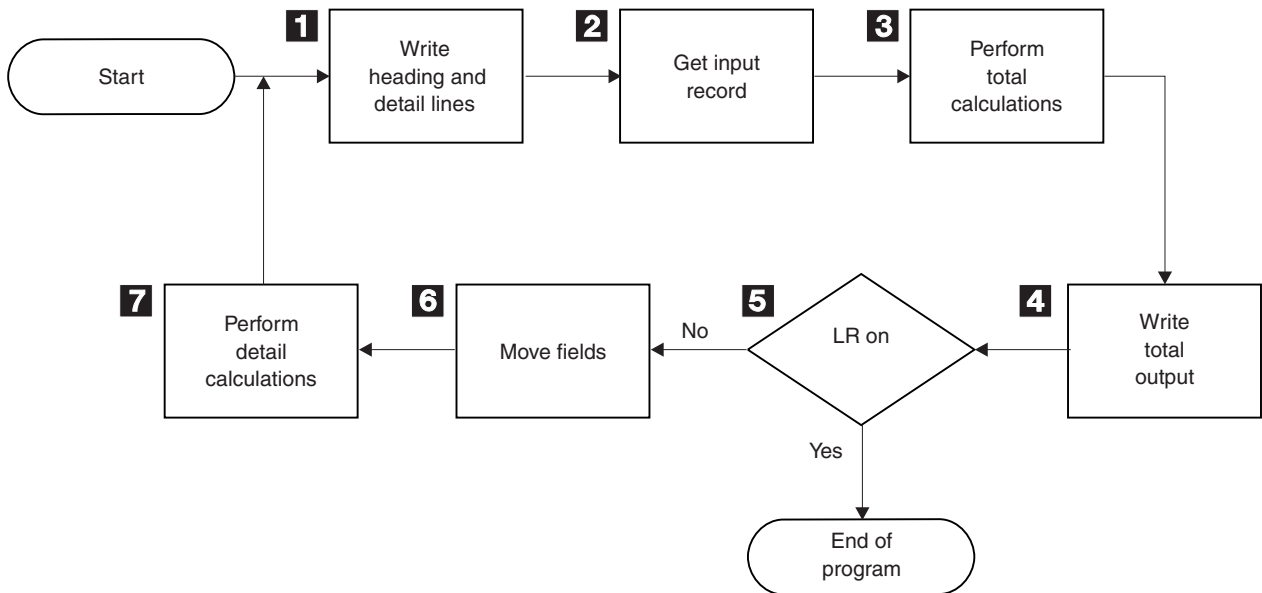 Start
1
Write
heading and
detail lines
2
Get input
record
3
Perform
total
calculations
4
Write
total
output
5
LR on
No
Yes
6
Move fields
7
Perform
detail
calculations
End of
program